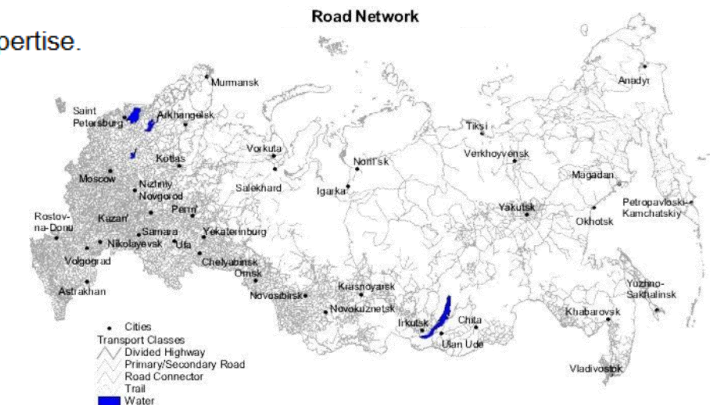 Road Network
pertise.
Murmansk
Anadyr
Saint
Petersburg
Arkhangelsk
Tiksi
Vorkuta
Verkhoyvensk
Kotlas
Noril'sk
Moscow
Salekhard
Igarka
Magadan
Nizhniy
Novgorod
Petropavloski-
Kamchatskiy
Yakutsk
Okhotsk
Rostov-
na-Donu
Kazan'
Perm'
Samara
Yekaterinburg
Nikolayevsk
Ufa
Volgograd
Chelyabinsk
Omsk
Astrakhan
Krasnoyarsk
Yuzhno-
Sakhalinsk
Novosibirsk
Novokuznetsk
Irkutsk
Chita
Khabarovsk
Ulan Ude
Vladivostok
Cities
Transport Classes
Divided Highway
Primary/Secondary Road
Road Connector
Trail
Water